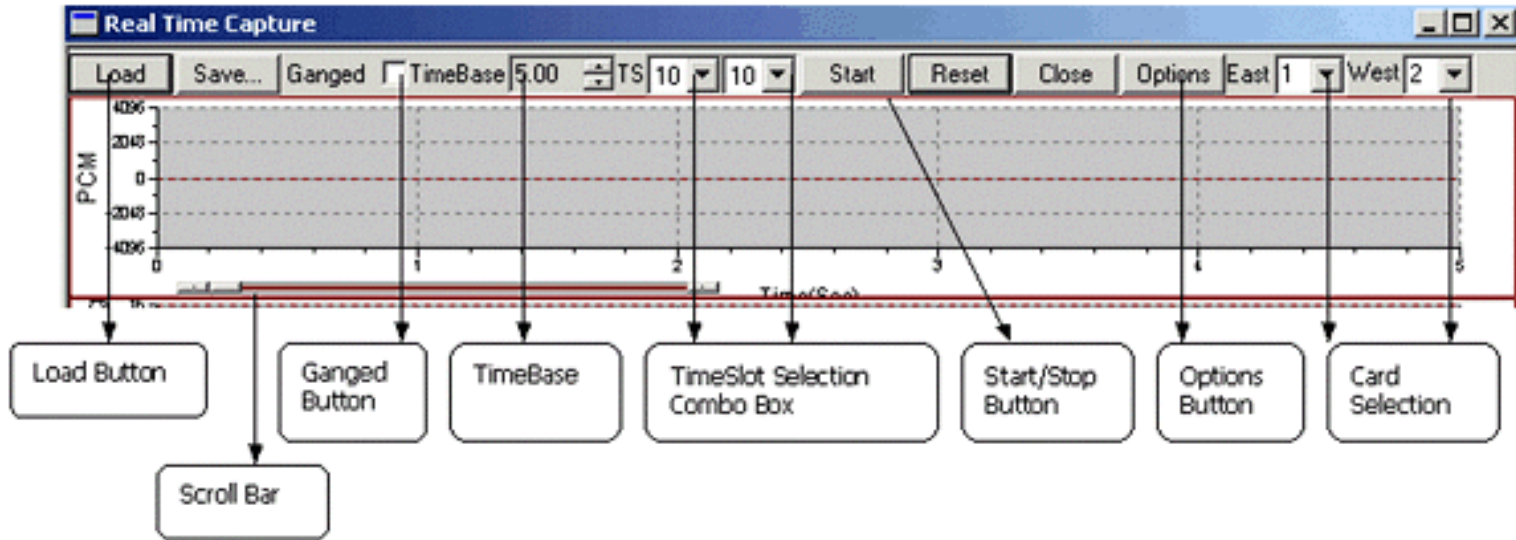 Real Time Capture
Load Save... Ganged TimeBase 5.00 TS 10 10 Start Reset Close Options East 1 West 2
4096
2048
PCM
0
-2048
-4096
0 1 2 3 4 5
Time(Sec)
Load Button
Ganged Button
TimeBase
TimeSlot Selection Combo Box
Start/Stop Button
Options Button
Card Selection
Scroll Bar